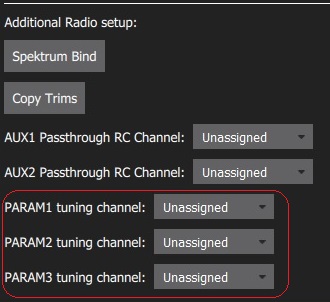 Additional Radio setup:
Spektrum Bind
Copy Trims
AUX1 Passthrough RC Channel: Unassigned
AUX2 Passthrough RC Channel: Unassigned
PARAM1 tuning channel: Unassigned
PARAM2 tuning channel: Unassigned
PARAM3 tuning channel: Unassigned